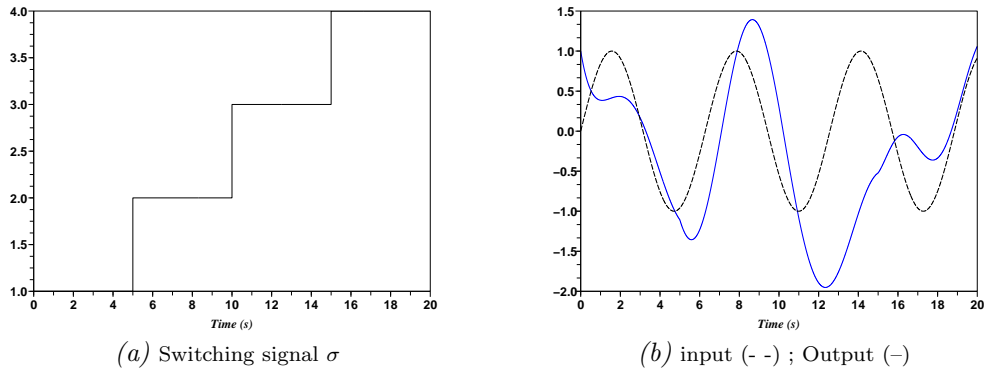 4.0
3.5
3.0
2.5
2.0
1.5
1.0
0 2 4 6 8 10 12 14 16 18 20
Time (s)
(a) Switching signal σ
1.5
1.0
0.5
0.0
−0.5
−1.0
−1.5
−2.0
0 2 4 6 8 10 12 14 16 18 20
Time (s)
(b) input (- -) ; Output (–)